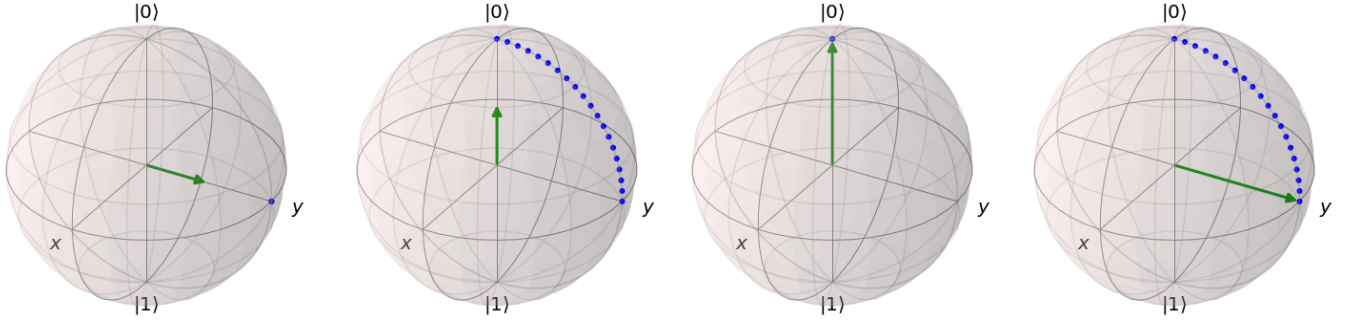 |0⟩ |0⟩ |0⟩ |0⟩
y y y y
x x x x
|1⟩ |1⟩ |1⟩ |1⟩